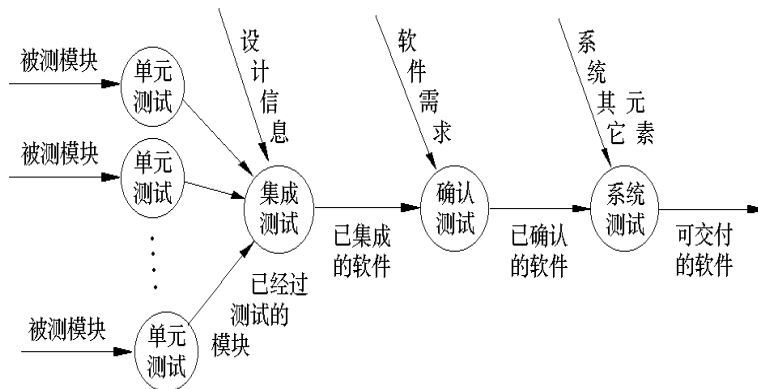 被测模块
单元
测试
被测模块
单元
测试
被测模块
单元
测试
已经过
测试的
模块
设计信息
集成
测试
已集成
的软件
软件需求
确认
测试
已确认
的软件
系统其它
元素
系统
测试
可交付
的软件